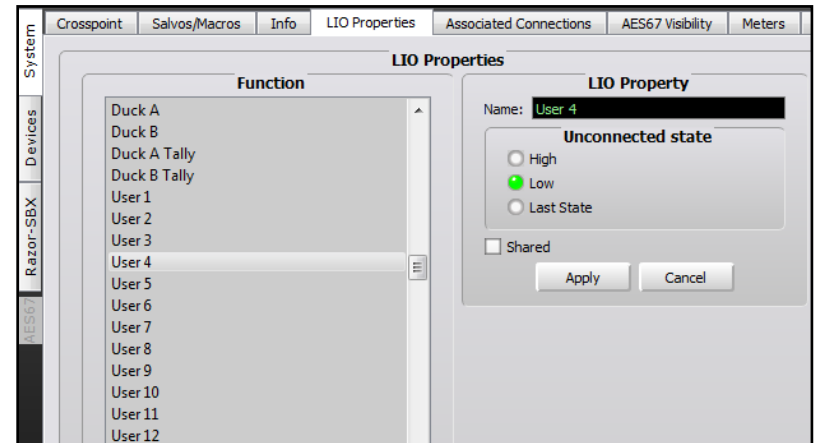 Crosspoint Salvos/Macros Info LIO Properties Associated Connections AES67 Visibility Meters
System
Devices
Razor-SBX
AES67
LIO Properties
Function
Duck A
Duck B
Duck A Tally
Duck B Tally
User 1
User 2
User 3
User 4
User 5
User 6
User 7
User 8
User 9
User 10
User 11
User 12
LIO Property
Name: User 4
Unconnected state
High
Low
Last State
Shared
Apply Cancel